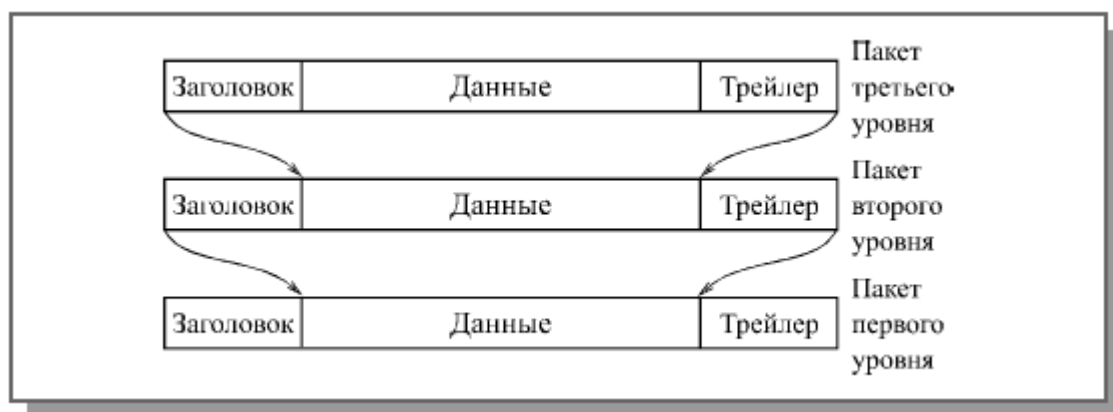 Заголовок Данные Трейлер
Пакет
третьего
уровня
Заголовок Данные Трейлер
Пакет
второго
уровня
Заголовок Данные Трейлер
Пакет
первого
уровня